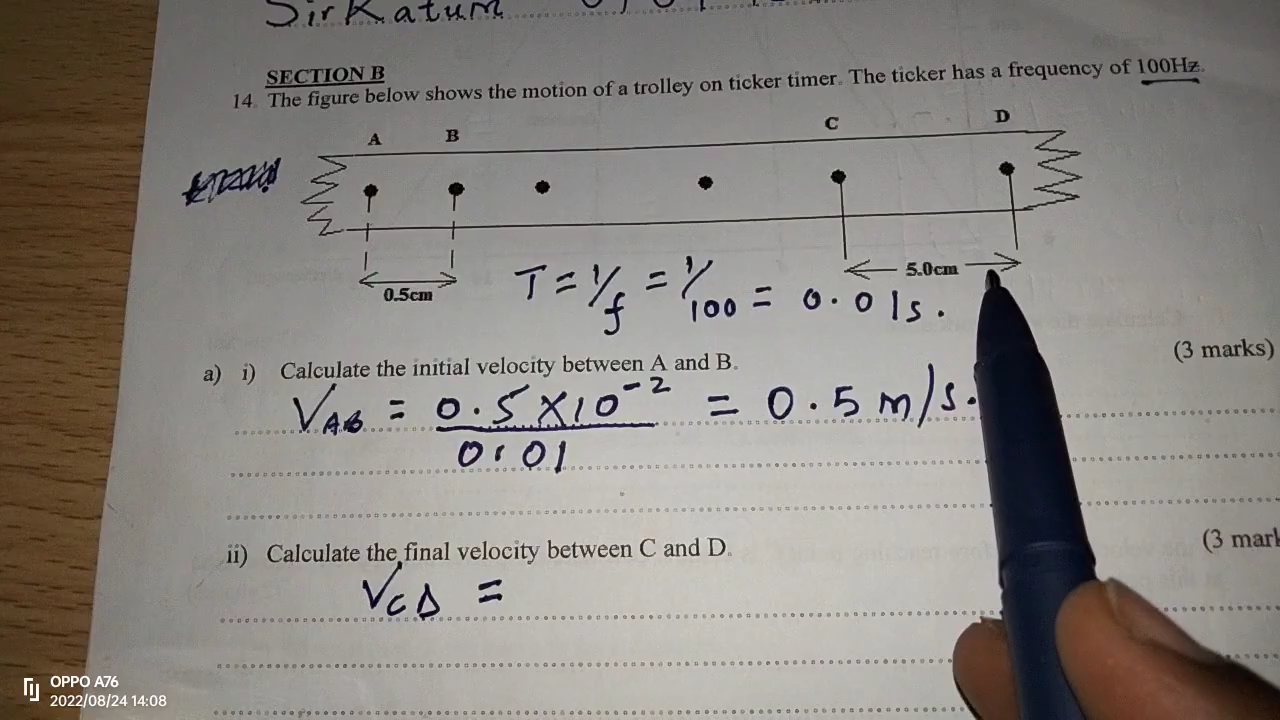 Sir Katum
SECTION B
14. The figure below shows the motion of a trolley on ticker timer. The ticker has a frequency of 100Hz.
A B C D
0.5cm
5.0cm
T = 1/f = 1/100 = 0.01s.
a) i) Calculate the initial velocity between A and B. (3 marks)
VAB = 0.5 × 10⁻² = 0.5 m/s.
0.01
ii) Calculate the final velocity between C and D. (3 mark
VCD =
OPPO A76
2022/08/24 14:08